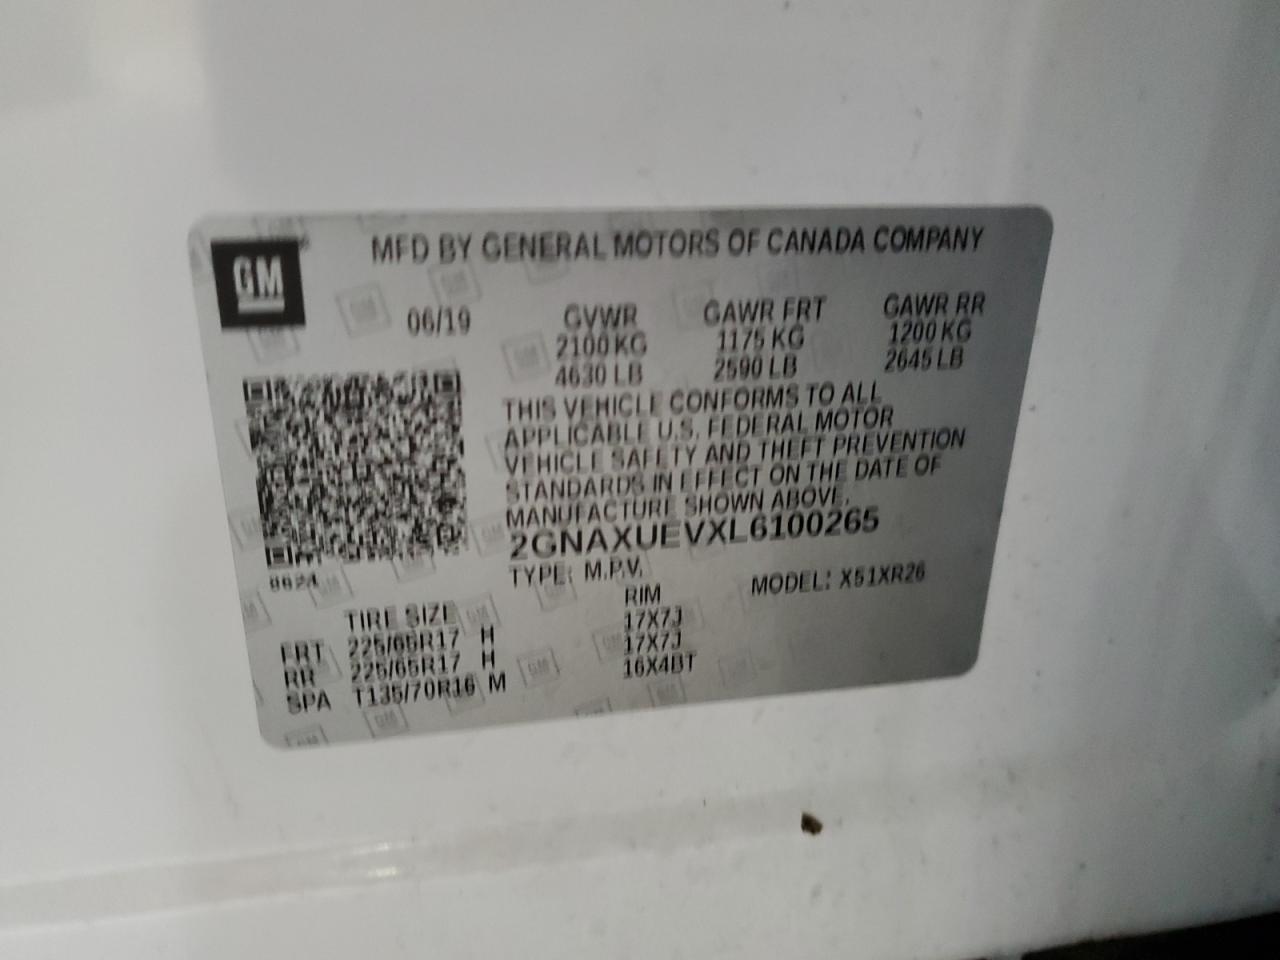 GM
MFD BY GENERAL MOTORS OF CANADA COMPANY
06/19
GVWR GAWR FRT GAWR RR
2100 KG 1175 KG 1200 KG
4630 LB 2590 LB 2645 LB
THIS VEHICLE CONFORMS TO ALL
APPLICABLE U.S. FEDERAL MOTOR
VEHICLE SAFETY AND THEFT PREVENTION
STANDARDS IN EFFECT ON THE DATE OF
MANUFACTURE SHOWN ABOVE.
2GNAXUEVXL6100265
0624
TYPE: M.P.V. MODEL: X51XR26
TIRE SIZE RIM
FRT 225/65R17 H 17X7J
RR 225/65R17 H 17X7J
SPA T135/70R16 M 16X4BT